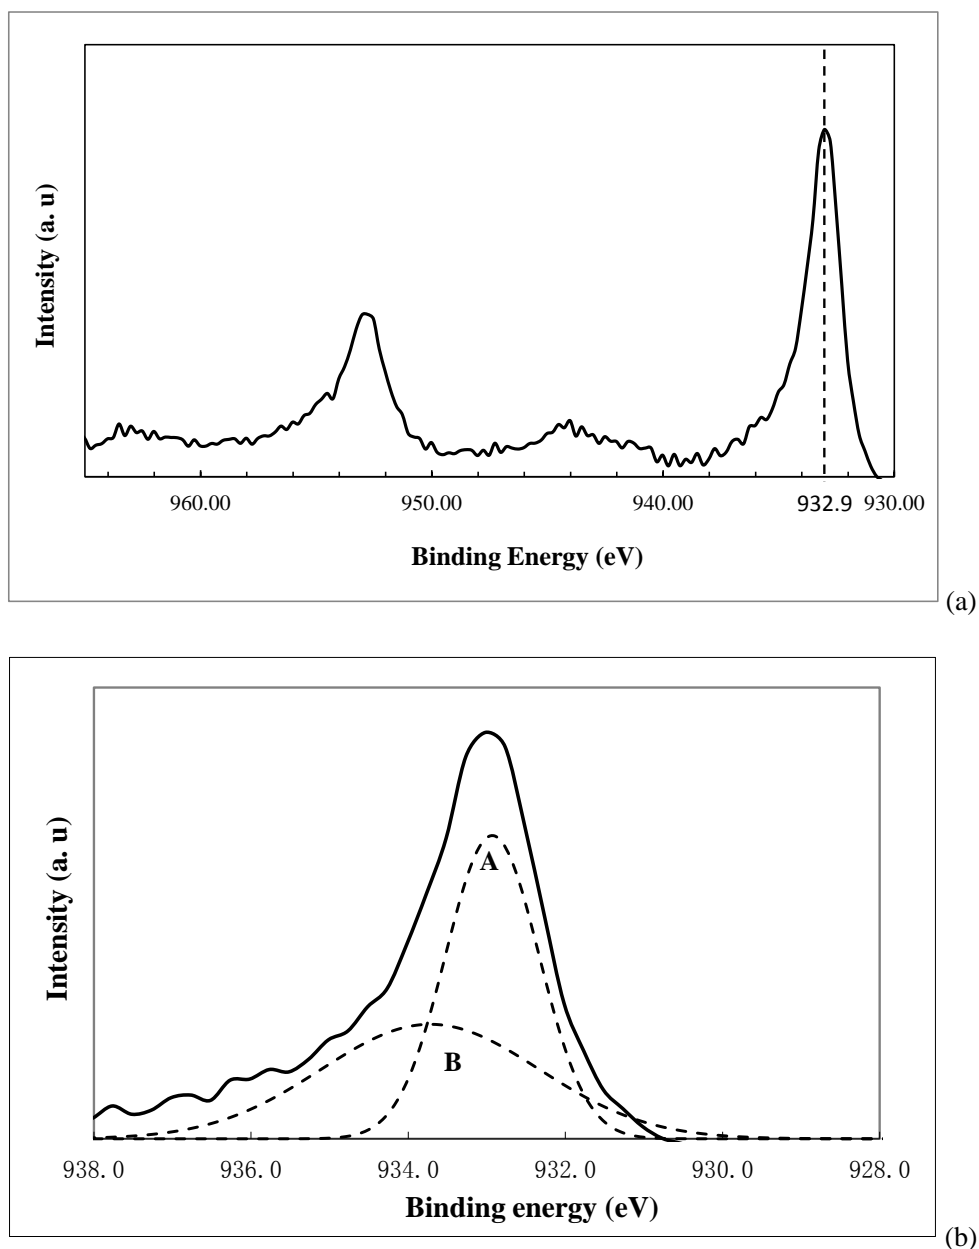 Intensity (a. u)
960.00 950.00 940.00 932.9 930.00
Binding Energy (eV)
(a)
Intensity (a. u)
A
B
938.0 936.0 934.0 932.0 930.0 928.0
Binding energy (eV)
(b)